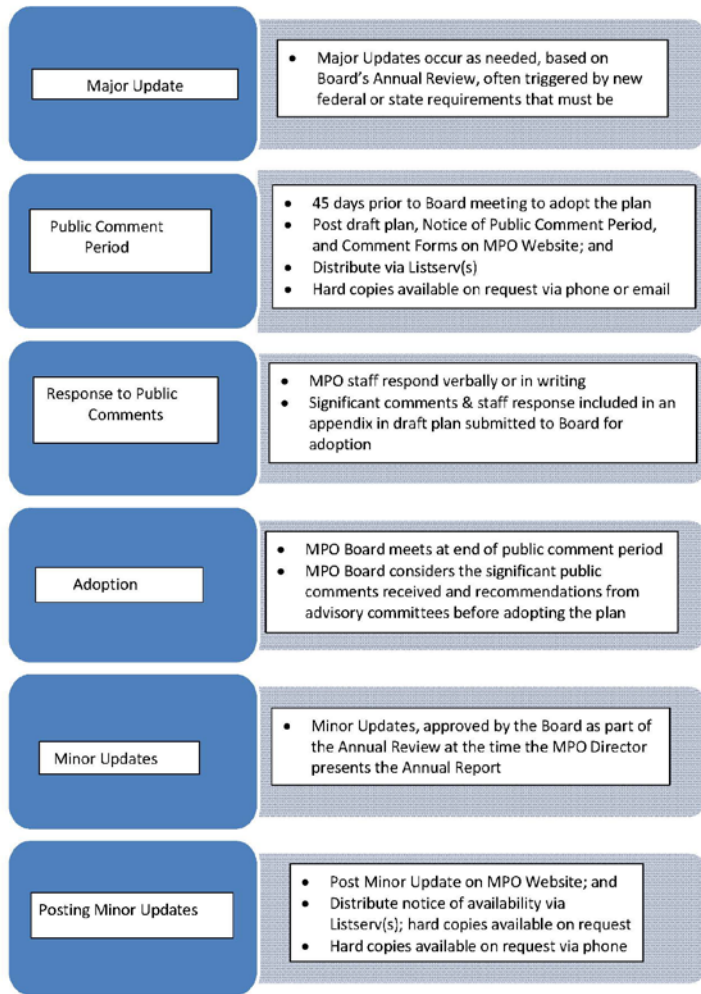 Major Update
• Major Updates occur as needed, based on
Board's Annual Review, often triggered by new
federal or state requirements that must be
Public Comment
Period
• 45 days prior to Board meeting to adopt the plan
• Post draft plan, Notice of Public Comment Period,
and Comment Forms on MPO Website; and
• Distribute via Listserv(s)
• Hard copies available on request via phone or email
Response to Public
Comments
• MPO staff respond verbally or in writing
• Significant comments & staff response included in an
appendix in draft plan submitted to Board for
adoption
Adoption
• MPO Board meets at end of public comment period
• MPO Board considers the significant public
comments received and recommendations from
advisory committees before adopting the plan
Minor Updates
• Minor Updates, approved by the Board as part of
the Annual Review at the time the MPO Director
presents the Annual Report
Posting Minor Updates
• Post Minor Update on MPO Website; and
• Distribute notice of availability via
Listserv(s); hard copies available on request
• Hard copies available on request via phone